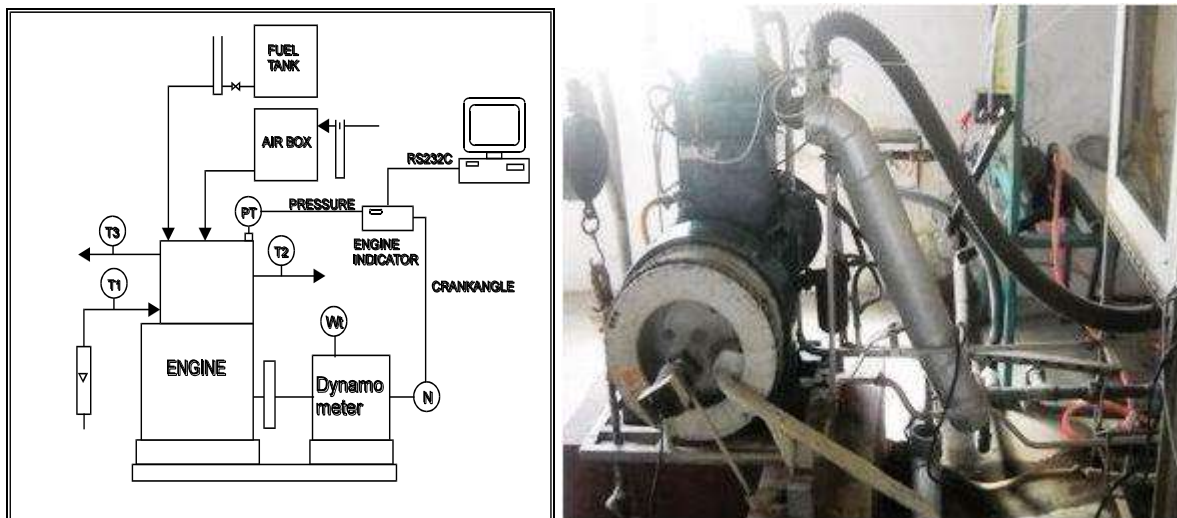 FUEL
TANK
AIR BOX
RS232C
PT
PRESSURE
T3
ENGINE
INDICATOR
T2
T1
CRANKANGLE
Wt
ENGINE
Dynamo
meter
N